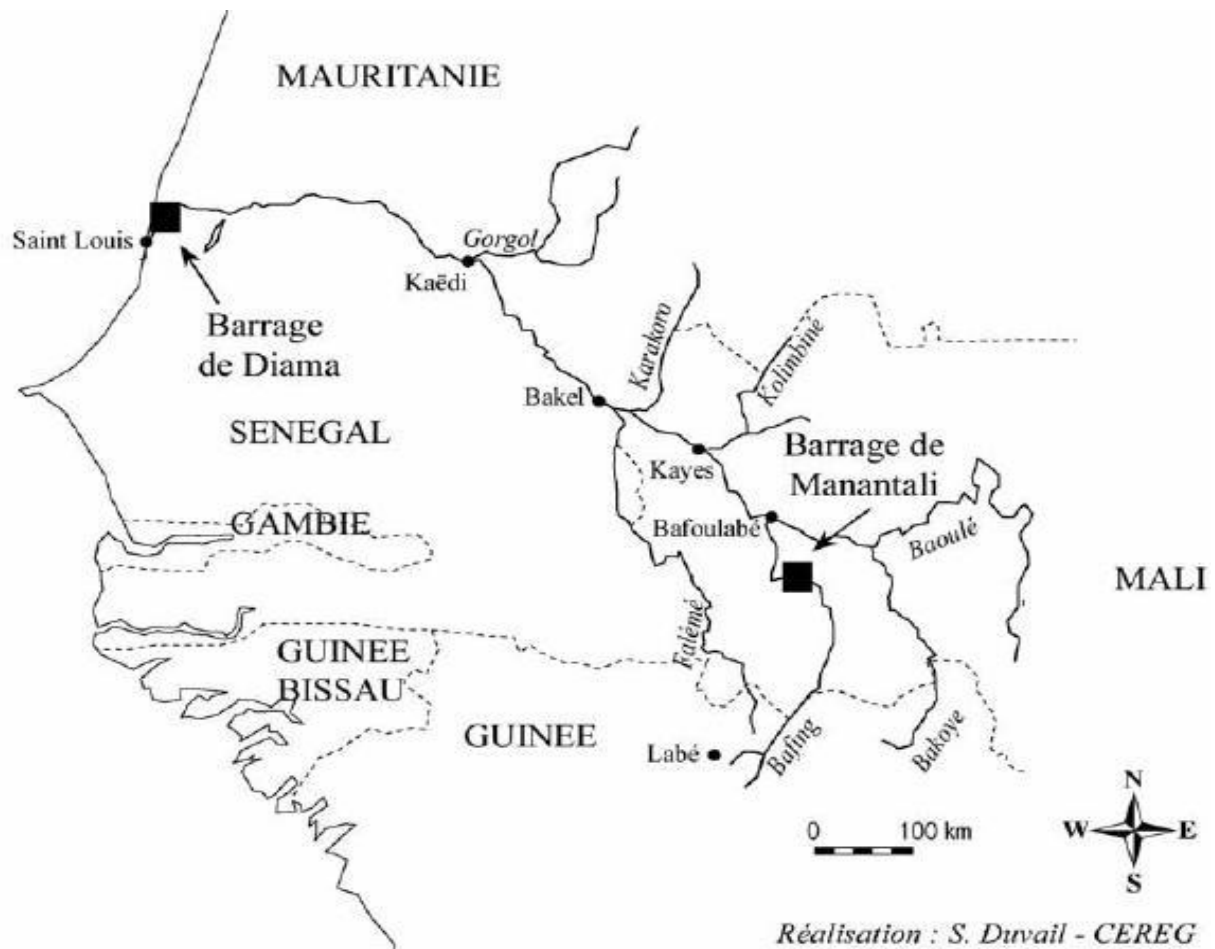 MAURITANIE
Gorgol
Saint Louis
Kaēdi
Barrage
de Diama
Karakoro
Kolimbiné
Bakel
SENEGAL
Kayes
Barrage de
Manantali
GAMBIE
Bafoulabé
Baoulé
MALI
Falémé
GUINEE
BISSAU
GUINEE
Labé
Bafing
Bakoye
0 100 km
N
W E
S
Réalisation : S. Duvail - CEREG